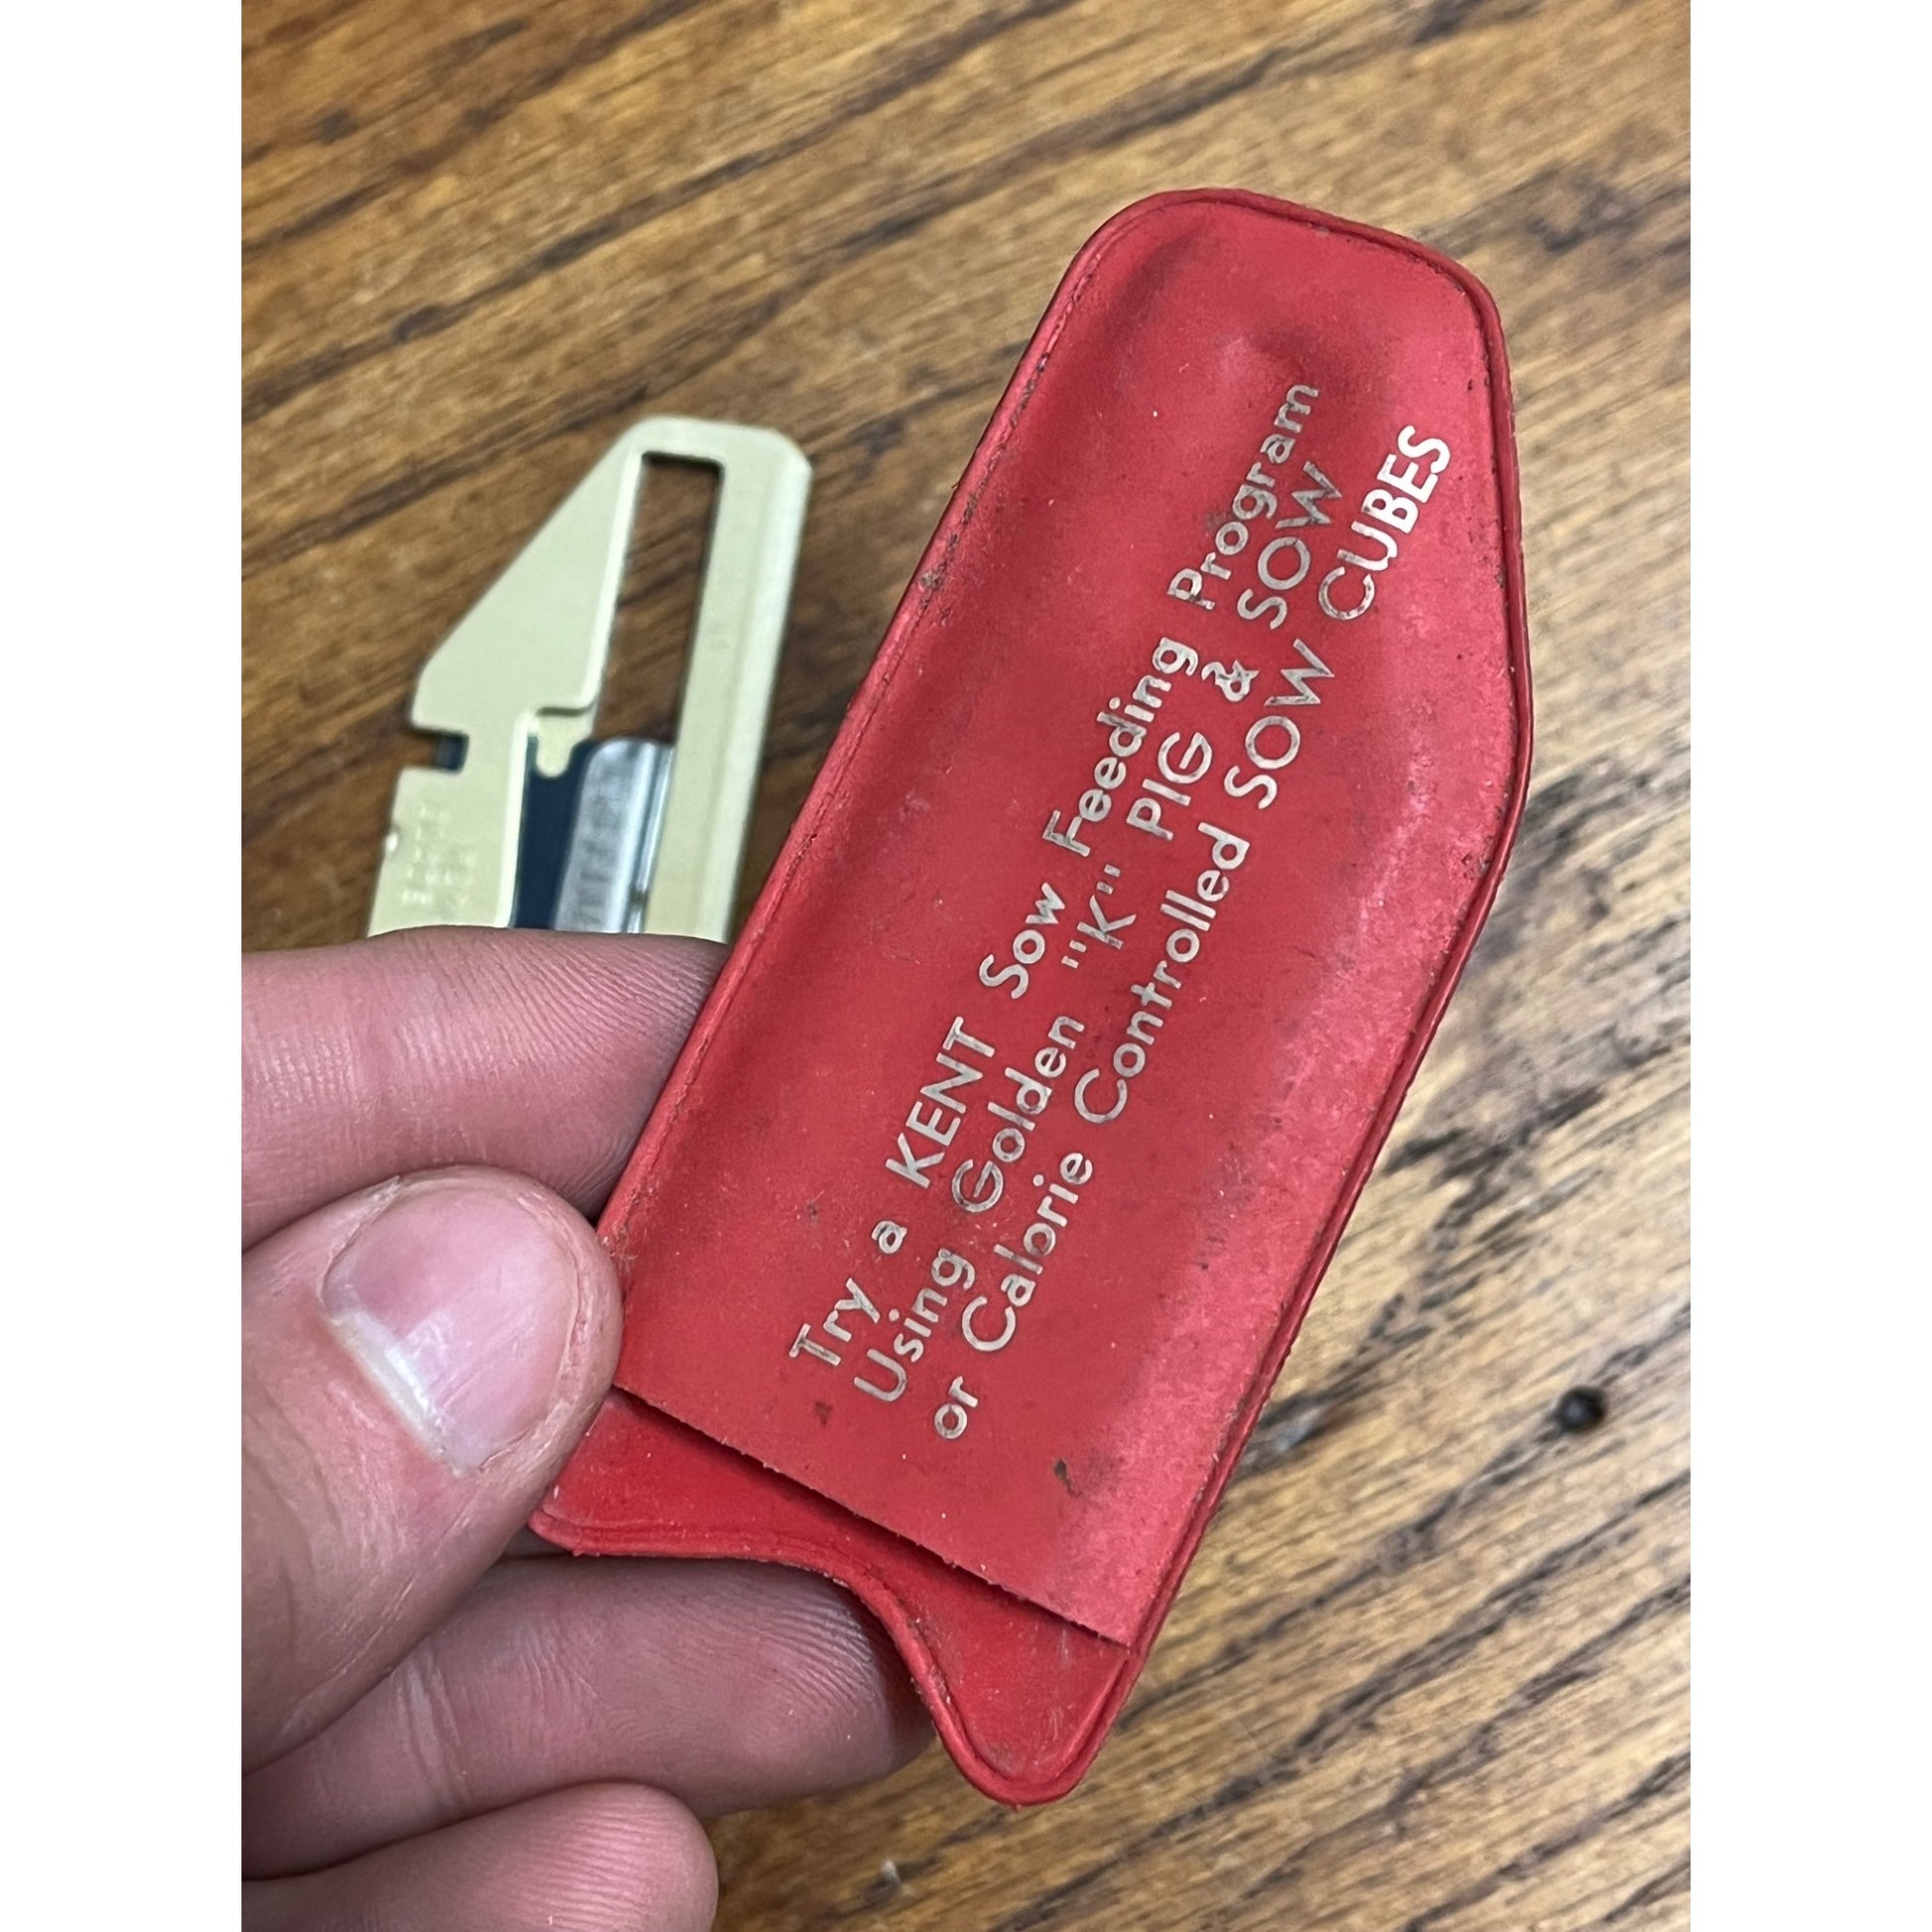 Try a KENT Sow Feeding Program
Using Golden "K" PIG & SOW
or Calorie Controlled SOW CUBES